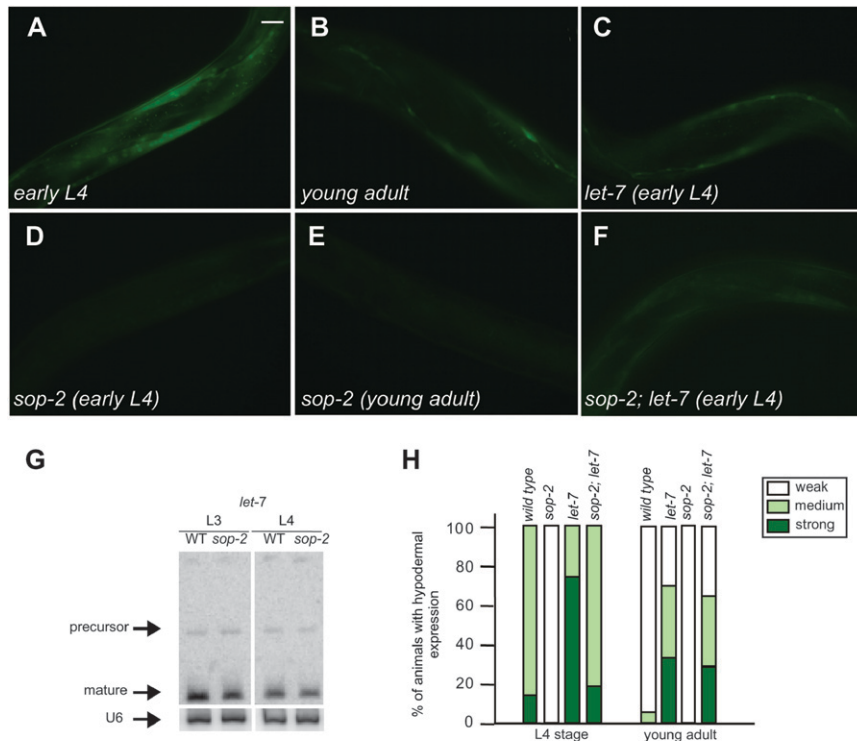 A
early L4
B
young adult
C
let-7 (early L4)
D
sop-2 (early L4)
E
sop-2 (young adult)
F
sop-2; let-7 (early L4)
G
let-7
L3 L4
WT sop-2 WT sop-2
precursor
mature
U6
H
wild type sop-2 let-7 sop-2; let-7 wild type let-7 sop-2 sop-2; let-7
weak
medium
strong
% of animals with hypodermal
expression
100
80
60
40
20
0
L4 stage young adult